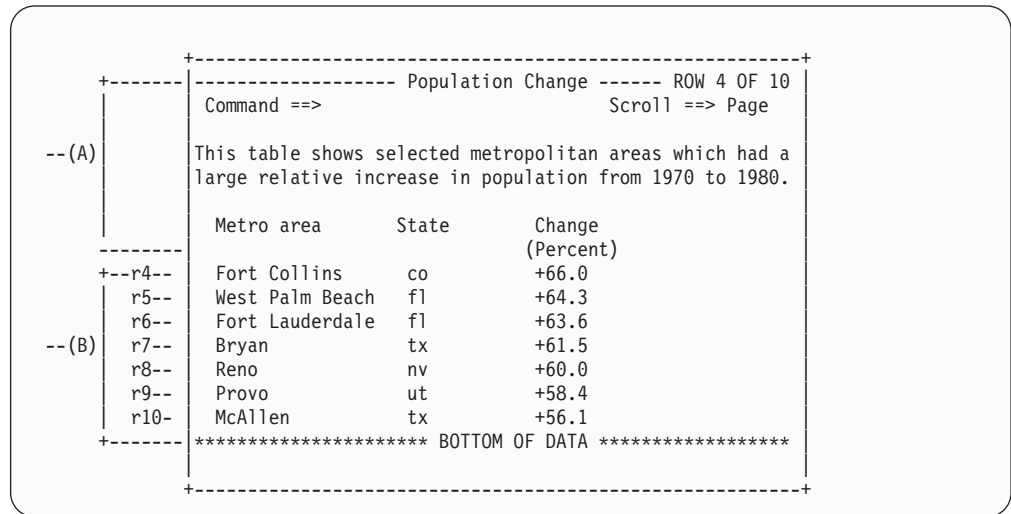 +---------------------------------------------------------+
   +-------|------------------- Population Change ------ ROW 4 OF 10 |
   |       | Command ==>                           Scroll ==> Page   |
   |       |                                                         |
--(A)|       |This table shows selected metropolitan areas which had a |
   |       |large relative increase in population from 1970 to 1980. |
   |       |                                                         |
   |       |  Metro area       State        Change                   |
   --------|                               (Percent)                 |
   +--r4-- |  Fort Collins     co           +66.0                    |
   |  r5-- |  West Palm Beach  fl           +64.3                    |
   |  r6-- |  Fort Lauderdale  fl           +63.6                    |
--(B)|  r7-- |  Bryan            tx           +61.5                    |
   |  r8-- |  Reno             nv           +60.0                    |
   |  r9-- |  Provo            ut           +58.4                    |
   |  r10- |  McAllen          tx           +56.1                    |
   +-------|********************** BOTTOM OF DATA ****************** |
           |                                                         |
           +---------------------------------------------------------+